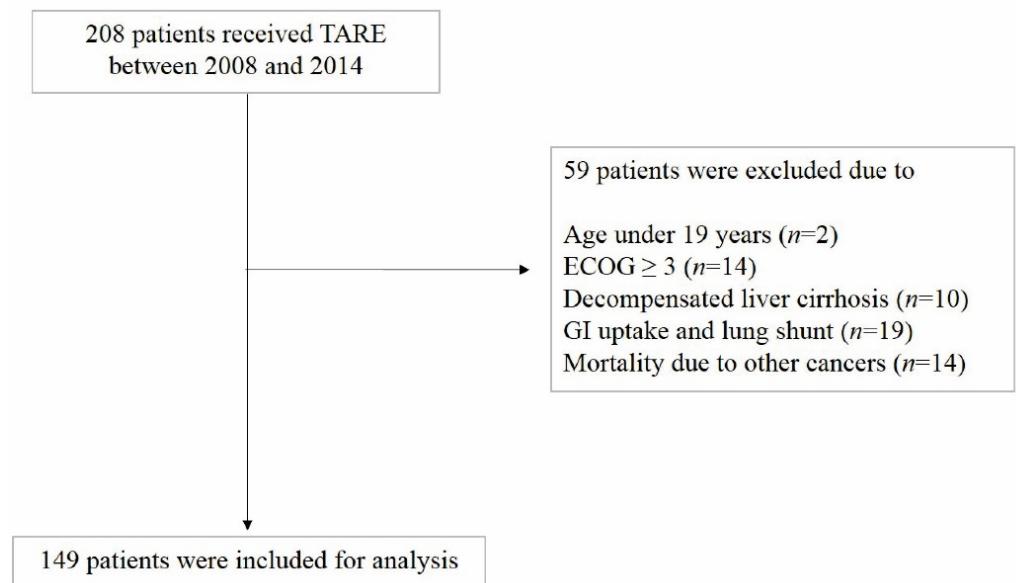 208 patients received TARE
between 2008 and 2014
59 patients were excluded due to
Age under 19 years (n=2)
ECOG ≥ 3 (n=14)
Decompensated liver cirrhosis (n=10)
GI uptake and lung shunt (n=19)
Mortality due to other cancers (n=14)
149 patients were included for analysis